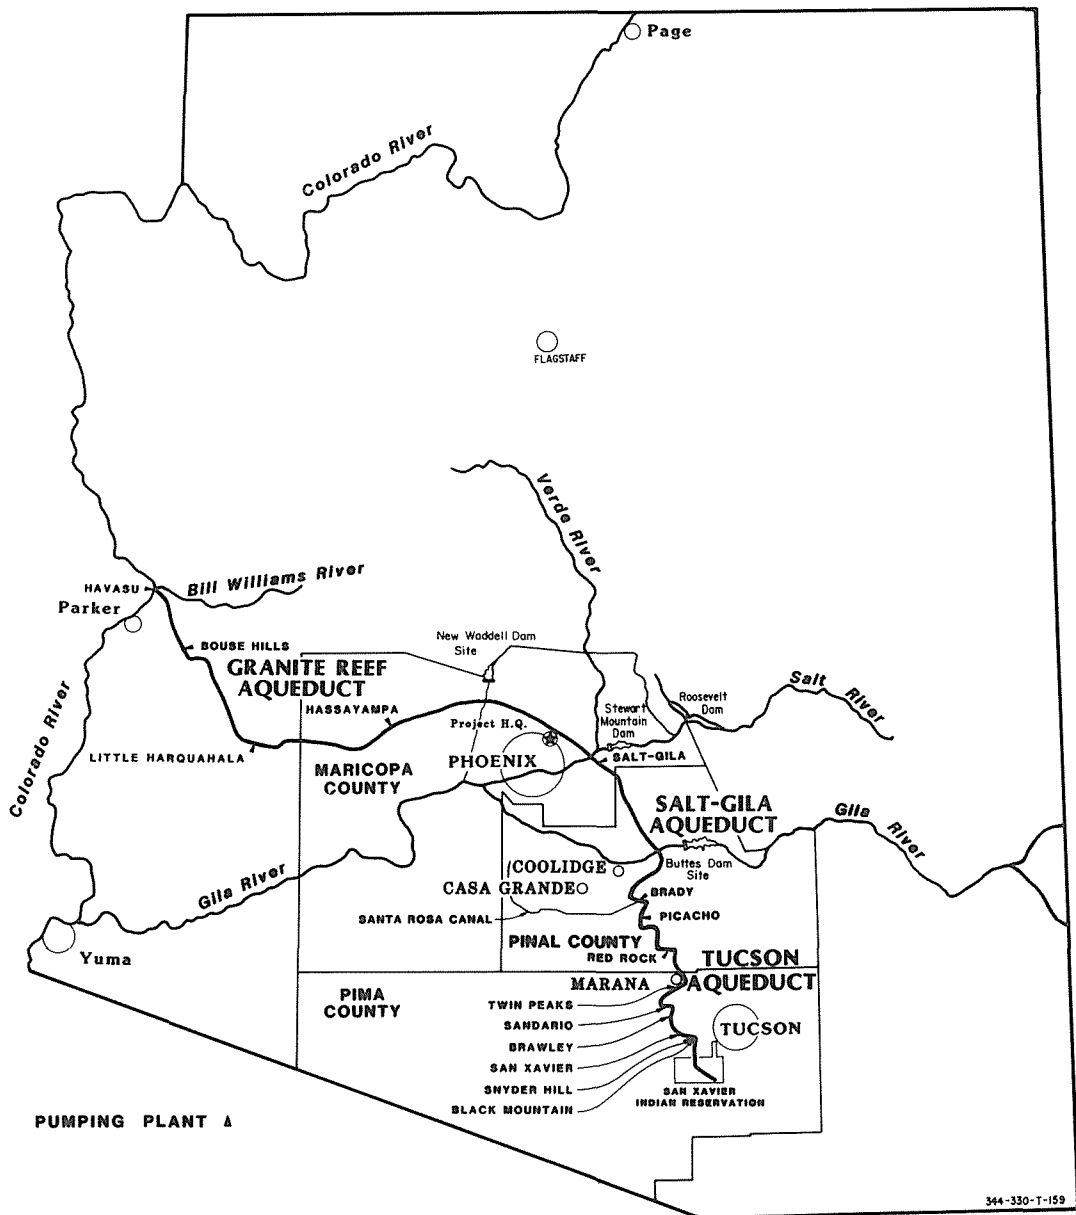 Page
Colorado River
FLAGSTAFF
Verde River
HAVASU
Bill Williams River
Parker
BOUSE HILLS
New Waddell Dam
Site
GRANITE REEF
AQUEDUCT
HASSAYAMPA
Salt River
Roosevelt
Dam
Stewart
Mountain
Dam
Project H.Q.
Colorado River
LITTLE HARQUAHALA
PHOENIX
SALT-GILA
MARICOPA
COUNTY
SALT-GILA
AQUEDUCT
Gila River
Buttes Dam
Site
Gila River
COOLIDGE
CASA GRANDE
BRADY
SANTA ROSA CANAL
PICACHO
PINAL COUNTY
RED ROCK
Yuma
TUCSON
AQUEDUCT
MARANA
PIMA
COUNTY
TWIN PEAKS
SANDARIO
TUCSON
BRAWLEY
SAN XAVIER
SNYDER HILL
BLACK MOUNTAIN
SAN XAVIER
INDIAN RESERVATION
PUMPING PLANT
344-330-T-159